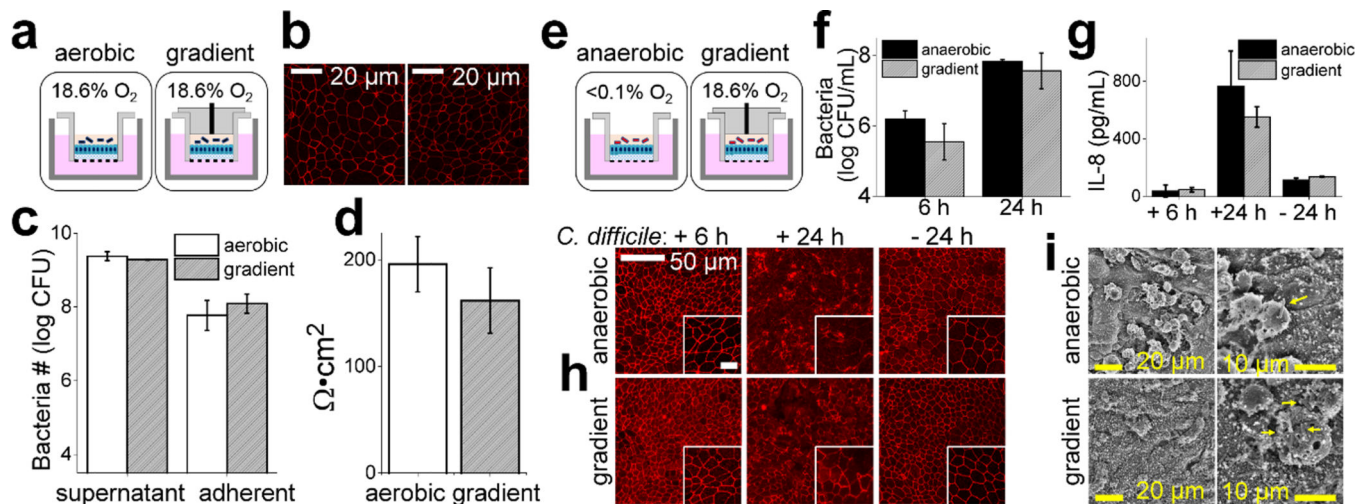 a
aerobic
gradient
18.6% O₂
18.6% O₂
b
20 μm
20 μm
c
Bacteria # (log CFU)
10
8
6
4
aerobic
gradient
supernatant
adherent
d
Ω•cm²
200
100
0
aerobic
gradient
e
anaerobic
gradient
<0.1% O₂
18.6% O₂
f
Bacteria
(log CFU/mL)
8
6
4
anaerobic
gradient
6 h
24 h
g
IL-8 (pg/mL)
800
400
0
anaerobic
gradient
+ 6 h
+24 h
- 24 h
h
C. difficile: + 6 h
+ 24 h
- 24 h
50 μm
anaerobic
gradient
i
anaerobic
20 μm
10 μm
gradient
20 μm
10 μm